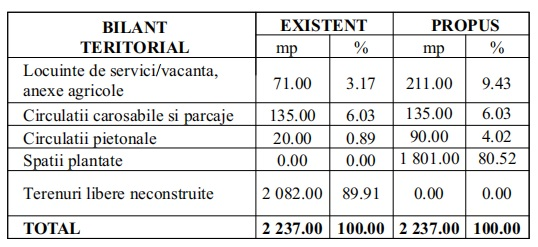 BILANT TERITORIAL EXISTENT PROPUS
mp % mp %
Locuinte de servici/vacanta,
anexe agricole 71.00 3.17 211.00 9.43
Circulatii carosabile si parcaje 135.00 6.03 135.00 6.03
Circulatii pietonale 20.00 0.89 90.00 4.02
Spatii plantate 0.00 0.00 1 801.00 80.52
Terenuri libere neconstruite 2 082.00 89.91 0.00 0.00
TOTAL 2 237.00 100.00 2 237.00 100.00